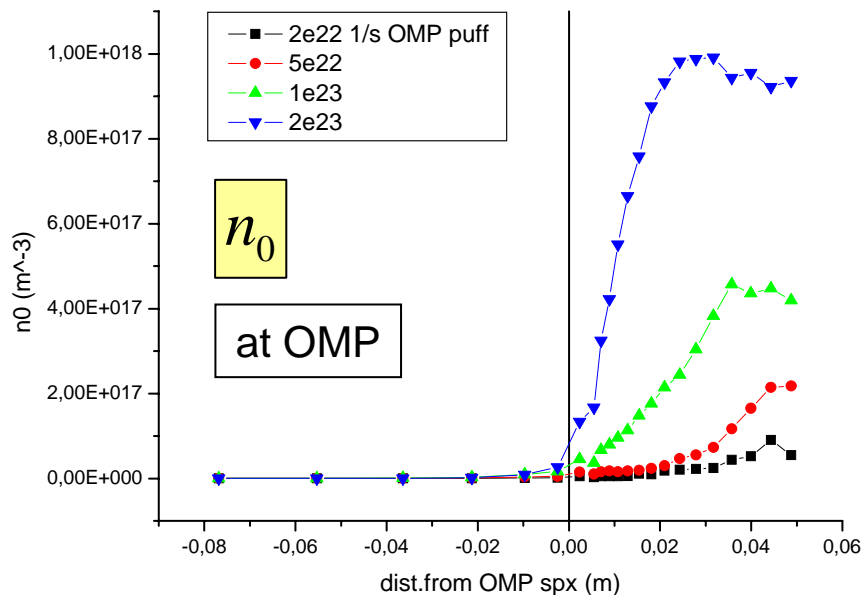 2e22 1/s OMP puff
5e22
1e23
2e23
n0
at OMP
n0 (m^-3)
1,00E+018
8,00E+017
6,00E+017
4,00E+017
2,00E+017
0,00E+000
-0,08 -0,06 -0,04 -0,02 0,00 0,02 0,04 0,06
dist.from OMP spx (m)